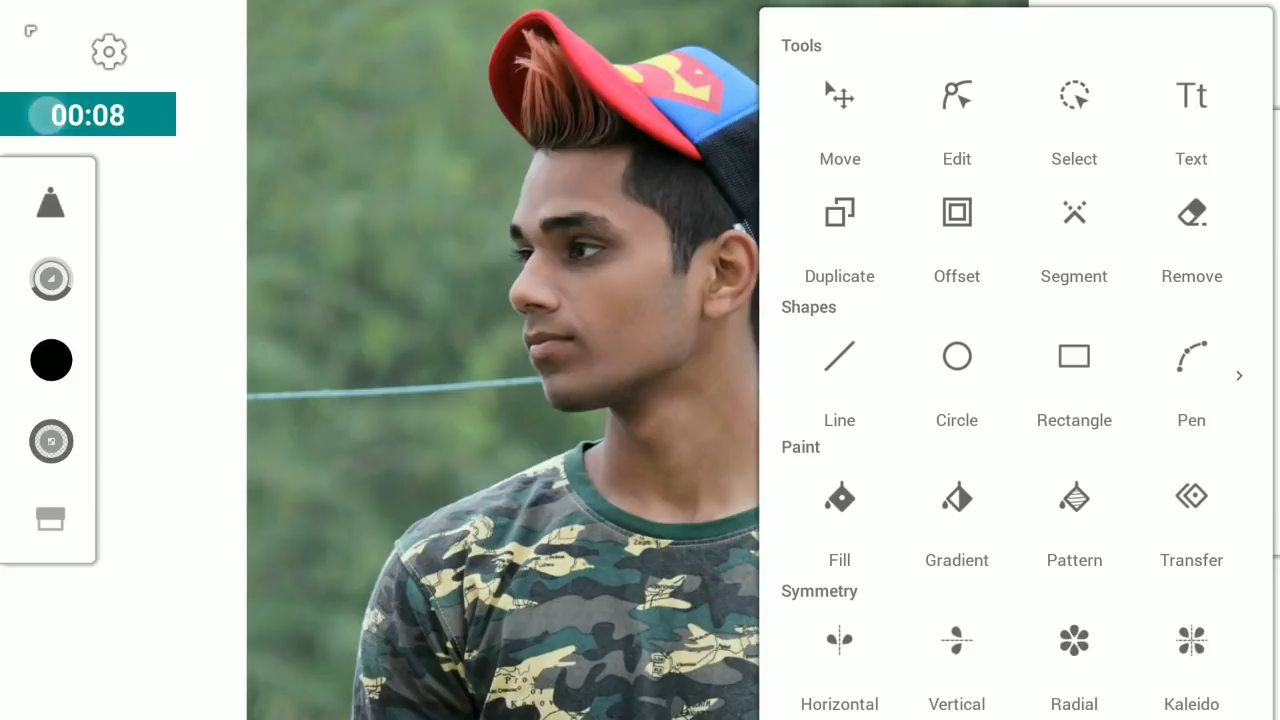 00:08
Tools
Move Edit Select Text
Duplicate Offset Segment Remove
Shapes
Line Circle Rectangle Pen
Paint
Fill Gradient Pattern Transfer
Symmetry
Horizontal Vertical Radial Kaleido